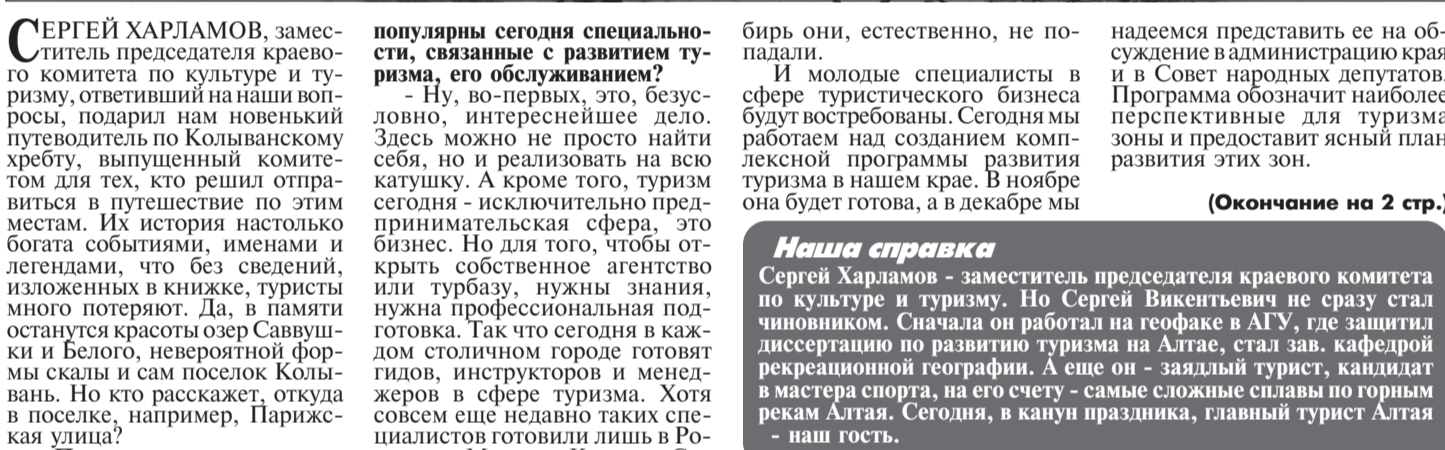 СЕРГЕЙ ХАРЛАМОВ, замес-
титель председателя краево-
го комитета по культуре и ту-
ризму, ответивший на наши воп-
росы, подарил нам новенький
путеводитель по Колыванскому
хребту, выпущенный комите-
том для тех, кто решил отпра-
виться в путешествие по этим
местам. Их история настолько
богата событиями, именами и
легендами, что без сведений,
изложенных в книжке, туристы
много потеряют. Да, в памяти
останутся красоты озер Саввуш-
ки и Белого, невероятной фор-
мы скалы и сам поселок Колы-
вань. Но кто расскажет, откуда
в поселке, например, Парижс-
кая улица?
популярны сегодня специально-
сти, связанные с развитием ту-
ризма, его обслуживанием?
- Ну, во-первых, это, безус-
ловно, интереснейшее дело.
Здесь можно не просто найти
себя, но и реализовать на всю
катушку. А кроме того, туризм
сегодня - исключительно пред-
принимательская сфера, это
бизнес. Но для того, чтобы от-
крыть собственное агентство
или турбазу, нужны знания,
нужна профессиональная под-
готовка. Так что сегодня в каж-
дом столичном городе готовят
гидов, инструкторов и менед-
жеров в сфере туризма. Хотя
совсем еще недавно таких спе-
циалистов готовили лишь в Ро-
бирь они, естественно, не по-
падали.
И молодые специалисты в
сфере туристического бизнеса
будут востребованы. Сегодня мы
работаем над созданием комп-
лексной программы развития
туризма в нашем крае. В ноябре
она будет готова, а в декабре мы
надеемся представить ее на об-
суждение в администрацию края
и в Совет народных депутатов.
Программа обозначит наиболее
перспективные для туризма
зоны и предоставит ясный план
развития этих зон.
(Окончание на 2 стр.)
Наша справка
Сергей Харламов - заместитель председателя краевого комитета
по культуре и туризму. Но Сергей Викентьевич не сразу стал
чиновником. Сначала он работал на геофаке в АГУ, где защитил
диссертацию по развитию туризма на Алтае, стал зав. кафедрой
рекреационной географии. А еще он - заядлый турист, кандидат
в мастера спорта, на его счету - самые сложные сплавы по горным
рекам Алтая. Сегодня, в канун праздника, главный турист Алтая
- наш гость.